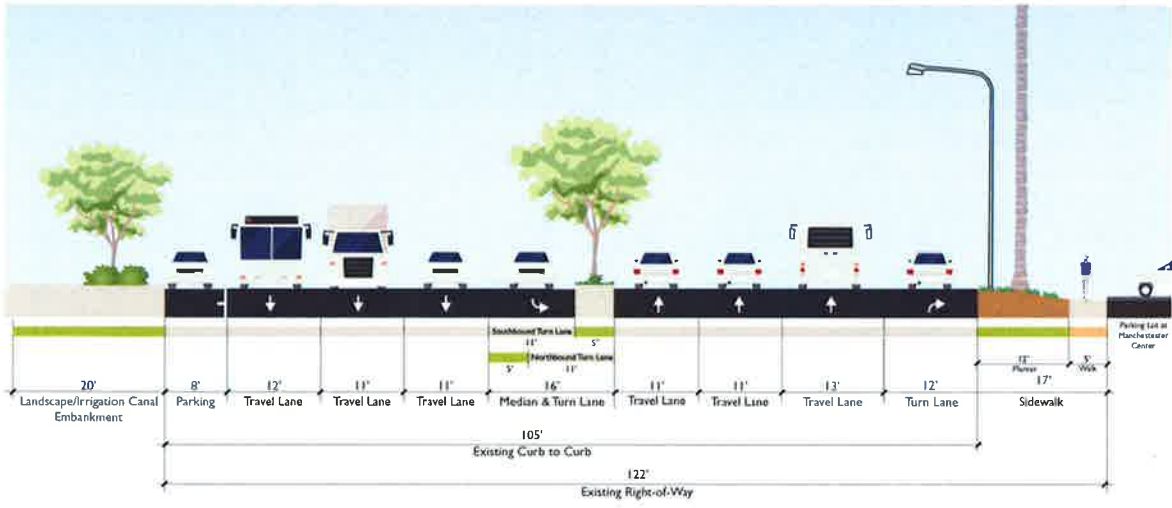 Southbound Turn Lane
11'
5'
Northbound Turn Lane
5'
11'
Parking Lot at
Manchestester
Center
12'
Planter
5'
Walk
20'
Landscape/Irrigation Canal
Embankment
8'
Parking
12'
Travel Lane
11'
Travel Lane
11'
Travel Lane
16'
Median & Turn Lane
11'
Travel Lane
11'
Travel Lane
13'
Travel Lane
12'
Turn Lane
17'
Sidewalk
105'
Existing Curb to Curb
122'
Existing Right-of-Way